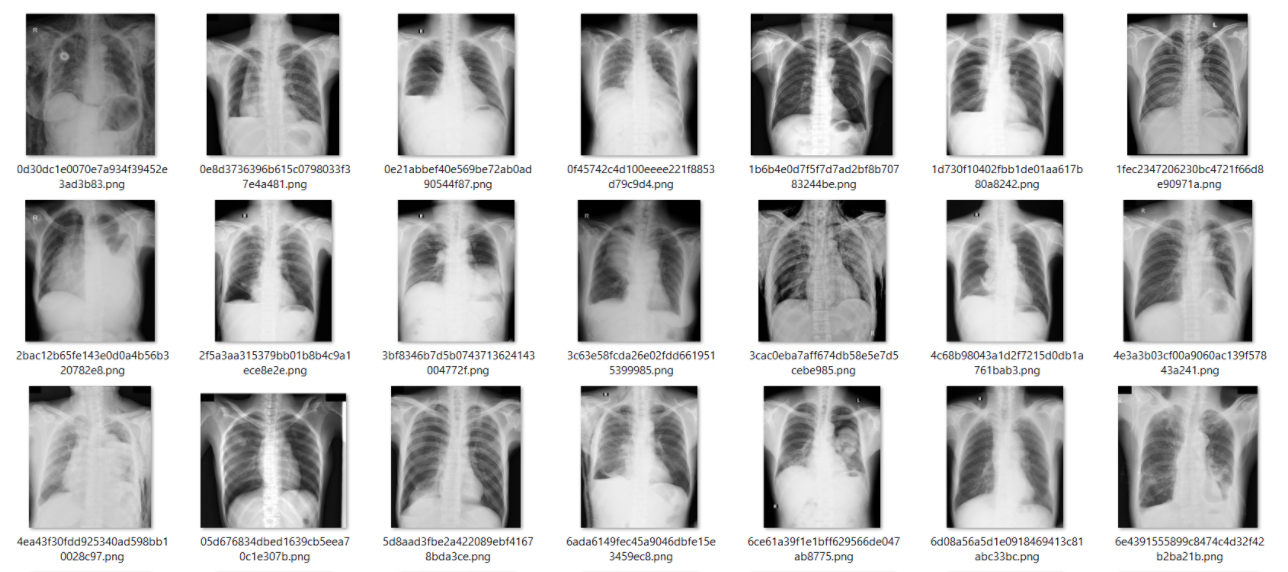 0d30dc1e0070e7a934f39452e
3ad3b83.png
0e8d3736396b615c0798033f3
7e4a481.png
0e21abbef40e569be72ab0ad
90544f87.png
0f45742c4d100eeee221f8853
d79c9d4.png
1b6b4e0d7f5f7d7ad2bf8b707
83244be.png
1d730f10402fbb1de01aa617b
80a8242.png
1fec2347206230bc4721f66d8
e90971a.png
2bac12b65fe143e0d0a4b56b3
20782e8.png
2f5a3aa315379bb01b8b4c9a1
ece8e2e.png
3bf8346b7d5b0743713624143
004772f.png
3c63e58fcda26e02fdd661951
5399985.png
3cac0eba7aff674db58e5e7d5
cebe985.png
4c68b98043a1d2f7215d0db1a
761bab3.png
4e3a3b03cf00a9060ac139f578
43a241.png
4ea43f30fdd925340ad598bb1
0028c97.png
05d676834dbed1639cb5eea7
0c1e307b.png
5d8aad3fbe2a422089ebf4167
8bda3ce.png
6ada6149fec45a9046dbfe15e
3459ec8.png
6ce61a39f1e1bff629566de047
ab8775.png
6d08a56a5d1e0918469413c81
abc33bc.png
6e4391555899c8474c4d32f42
b2ba21b.png